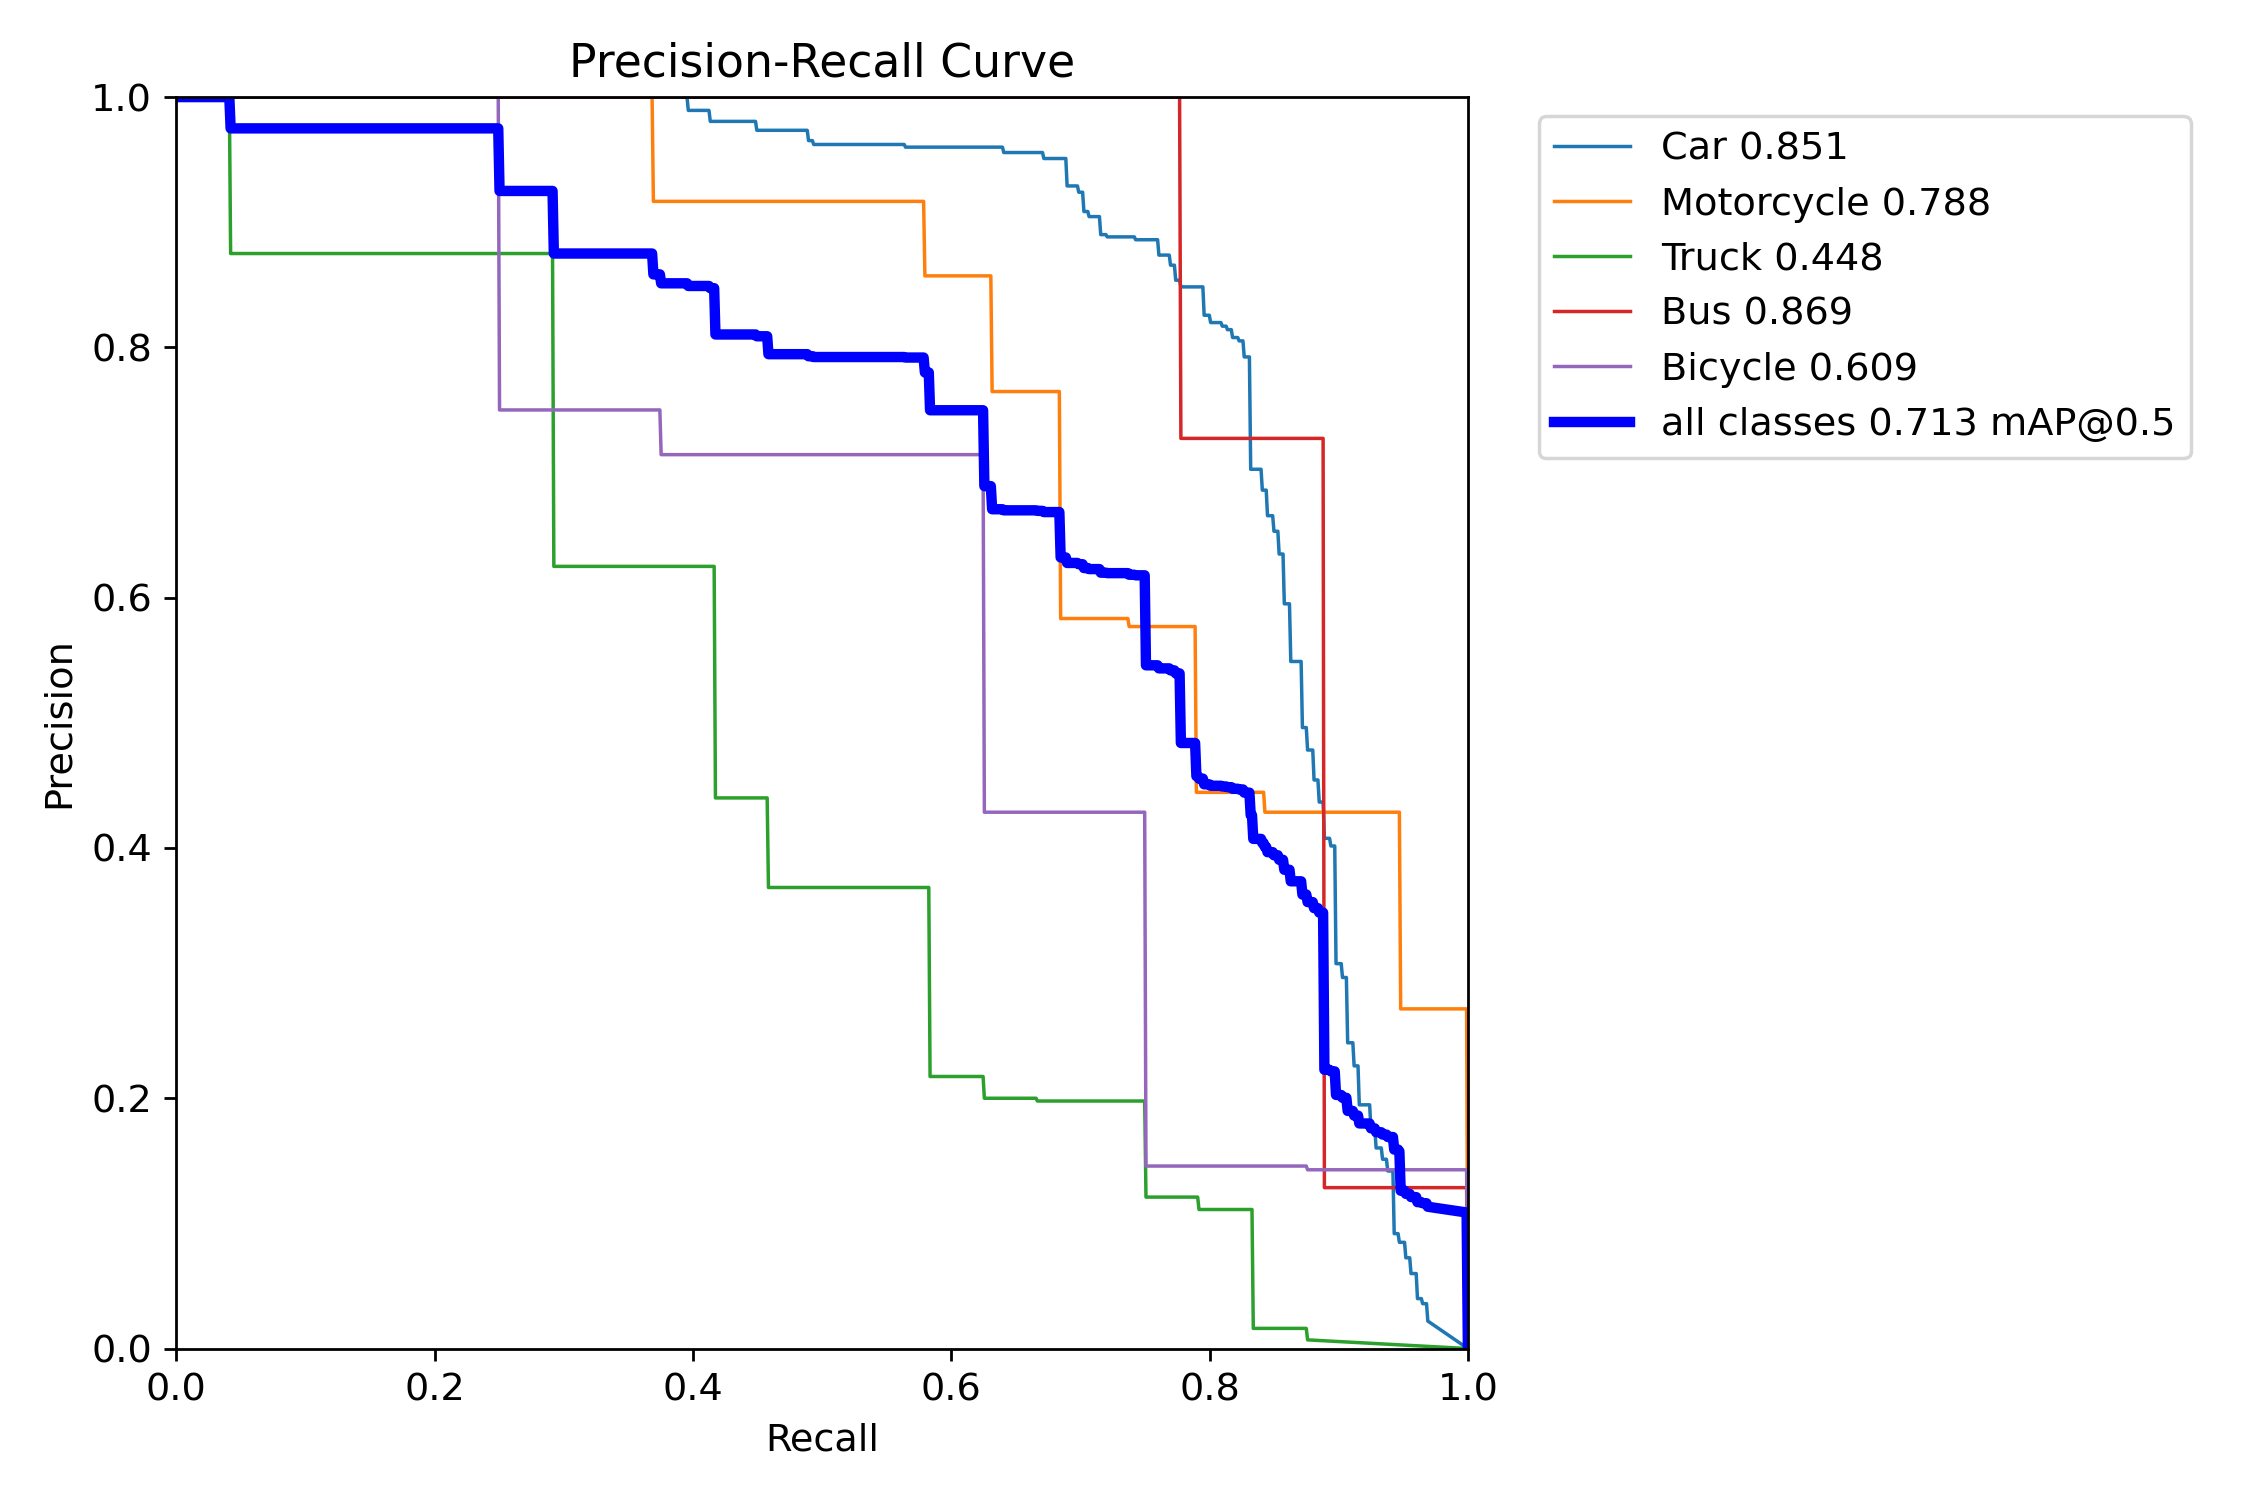 Precision-Recall Curve
1.0
0.8
0.6
0.4
0.2
0.0
Precision
0.0 0.2 0.4 0.6 0.8 1.0
Recall
Car 0.851
Motorcycle 0.788
Truck 0.448
Bus 0.869
Bicycle 0.609
all classes 0.713 mAP@0.5